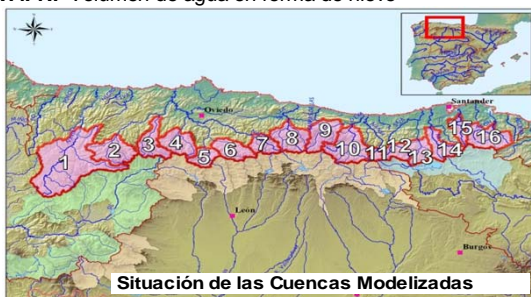 Volumen de agua en forma de nieve
Oviedo
Santander
1
2
3
4
5
6
7
8
9
10
11
12
13
14
15
16
León
Burgos
Situación de las Cuencas Modelizadas